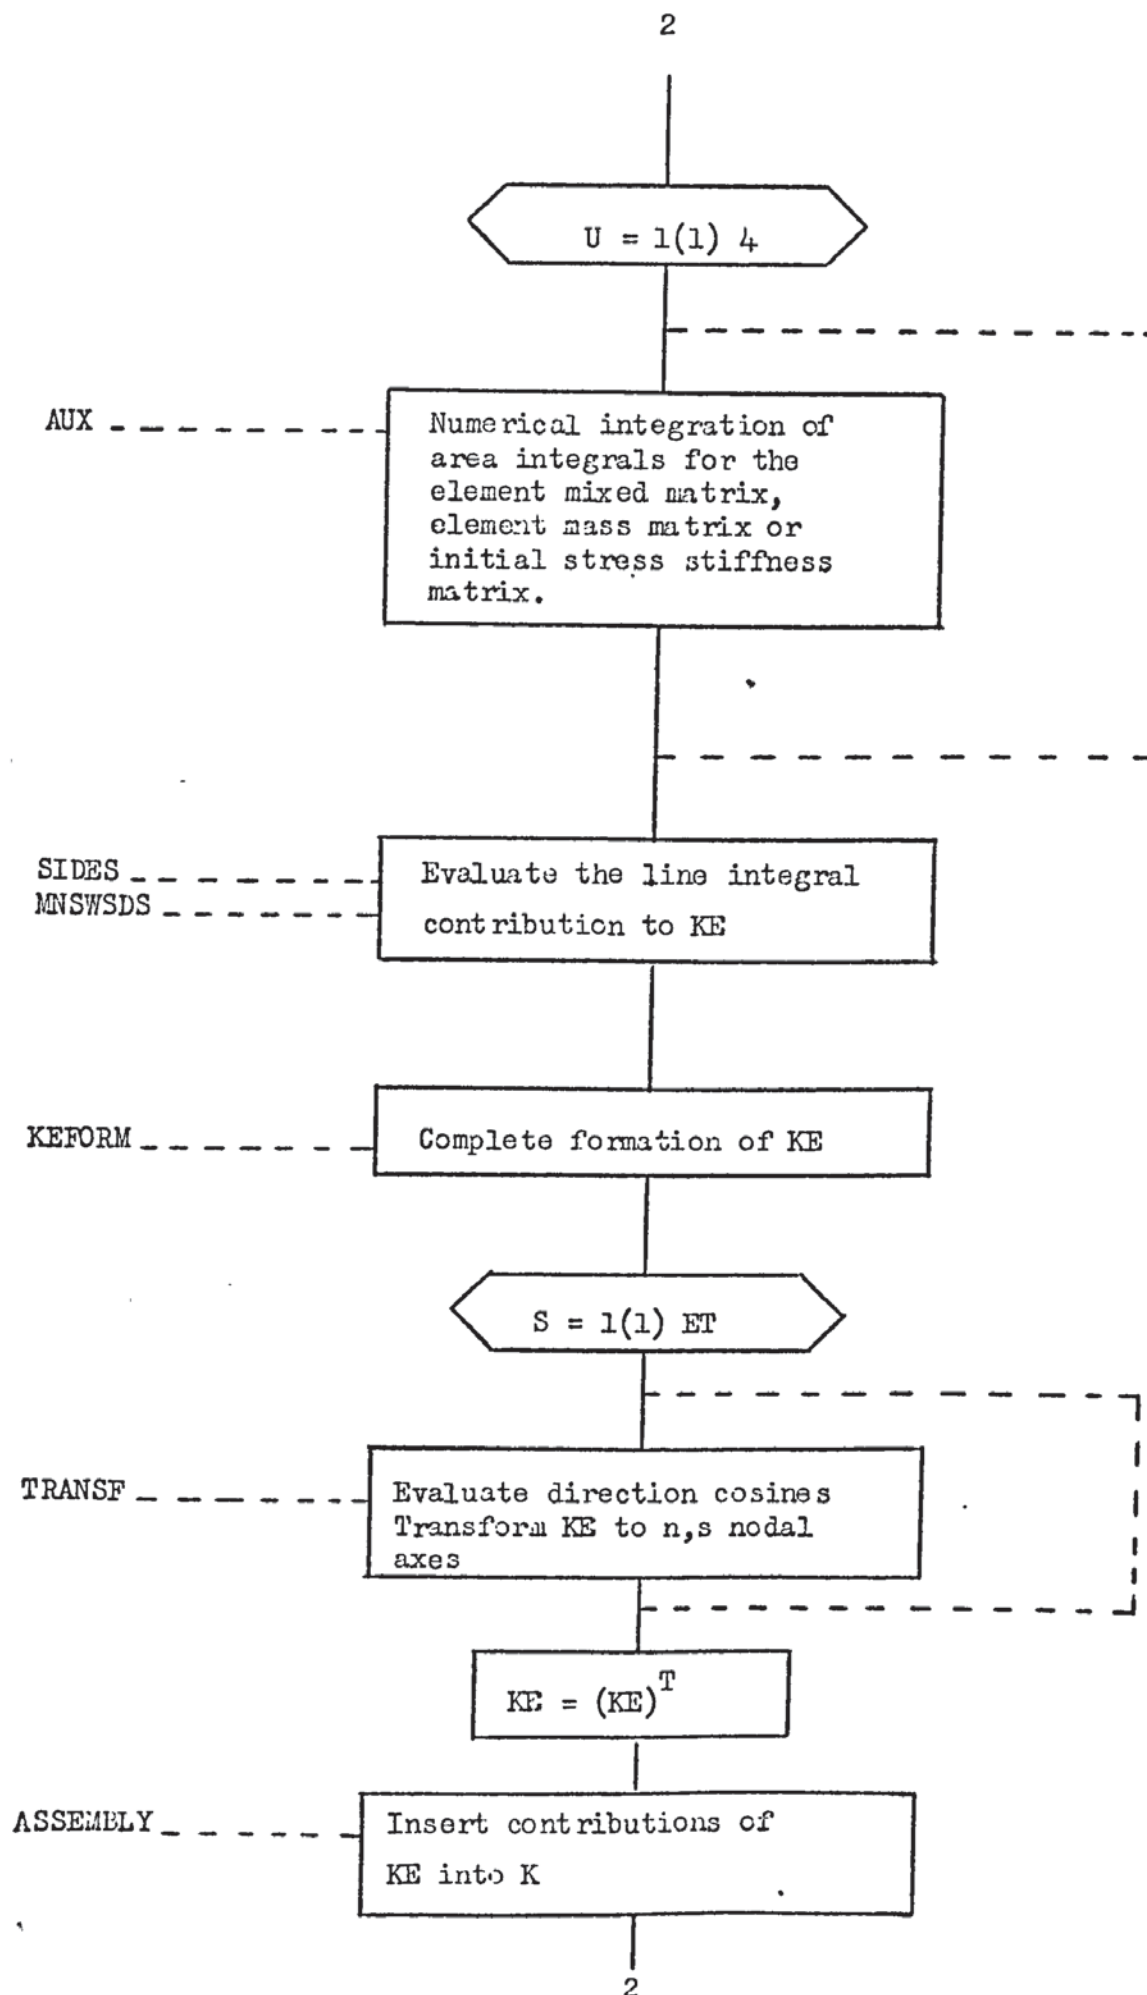 2
U = 1(1) 4
AUX
Numerical integration of
area integrals for the
element mixed matrix,
element mass matrix or
initial stress stiffness
matrix.
SIDES
MNSWSDS
Evaluate the line integral
contribution to KE
KEFORM
Complete formation of KE
S = 1(1) ET
TRANSF
Evaluate direction cosines
Transform KE to n,s nodal
axes
KE = (KE)^T
ASSEMBLY
Insert contributions of
KE into K
2